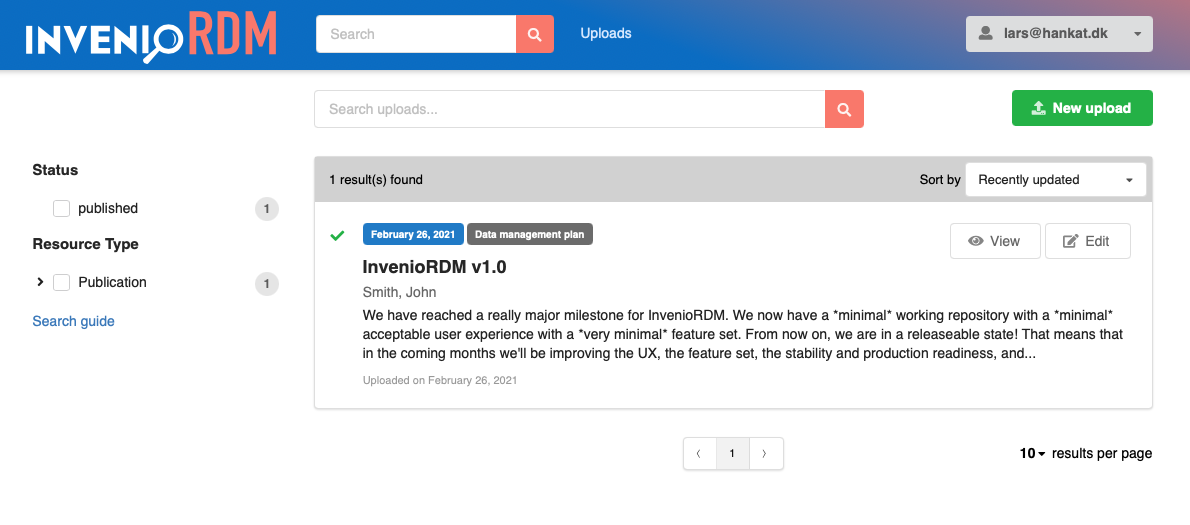 INVENIORDM
Search
Uploads
lars@hankat.dk
Search uploads...
New upload
Status
published 1
Resource Type
Publication 1
Search guide
1 result(s) found
Sort by Recently updated
February 26, 2021 Data management plan
View Edit
InvenioRDM v1.0
Smith, John
We have reached a really major milestone for InvenioRDM. We now have a *minimal* working repository with a *minimal*
acceptable user experience with a *very minimal* feature set. From now on, we are in a releaseable state! That means that
in the coming months we'll be improving the UX, the feature set, the stability and production readiness, and...
Uploaded on February 26, 2021
‹ 1 ›
10 results per page